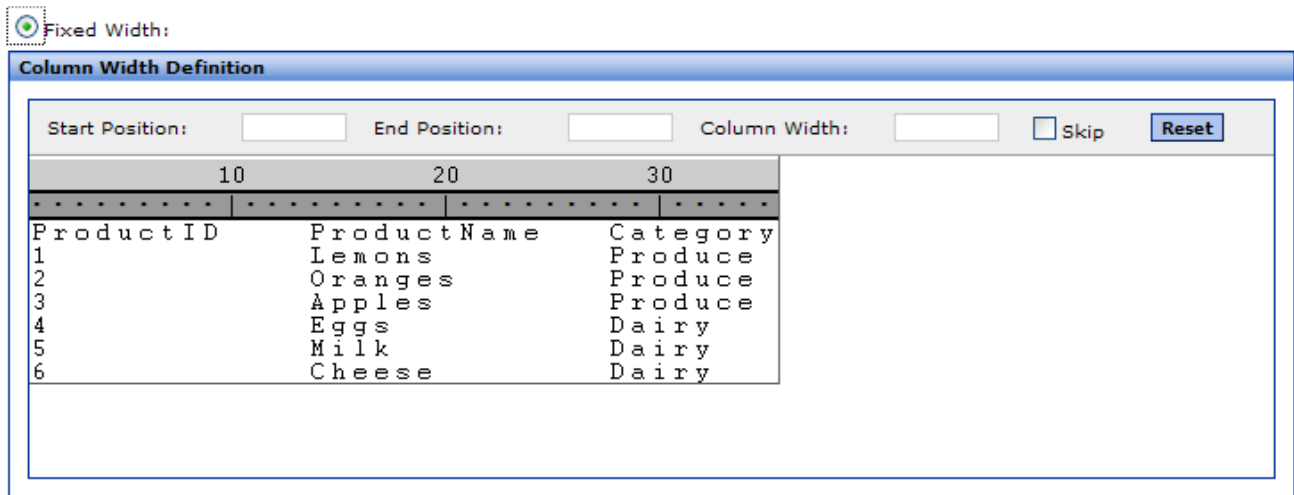 Fixed Width:
Column Width Definition
Start Position: End Position: Column Width: Skip Reset
10 20 30
ProductID ProductName Category
1 Lemons Produce
2 Oranges Produce
3 Apples Produce
4 Eggs Dairy
5 Milk Dairy
6 Cheese Dairy